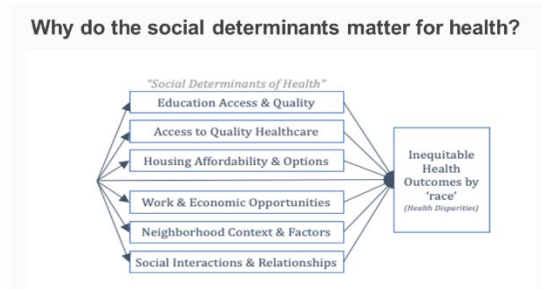 Why do the social determinants matter for health?
"Social Determinants of Health"
Education Access & Quality
Access to Quality Healthcare
Housing Affordability & Options
Work & Economic Opportunities
Neighborhood Context & Factors
Social Interactions & Relationships
Inequitable
Health
Outcomes by
'race'
(Health Disparities)